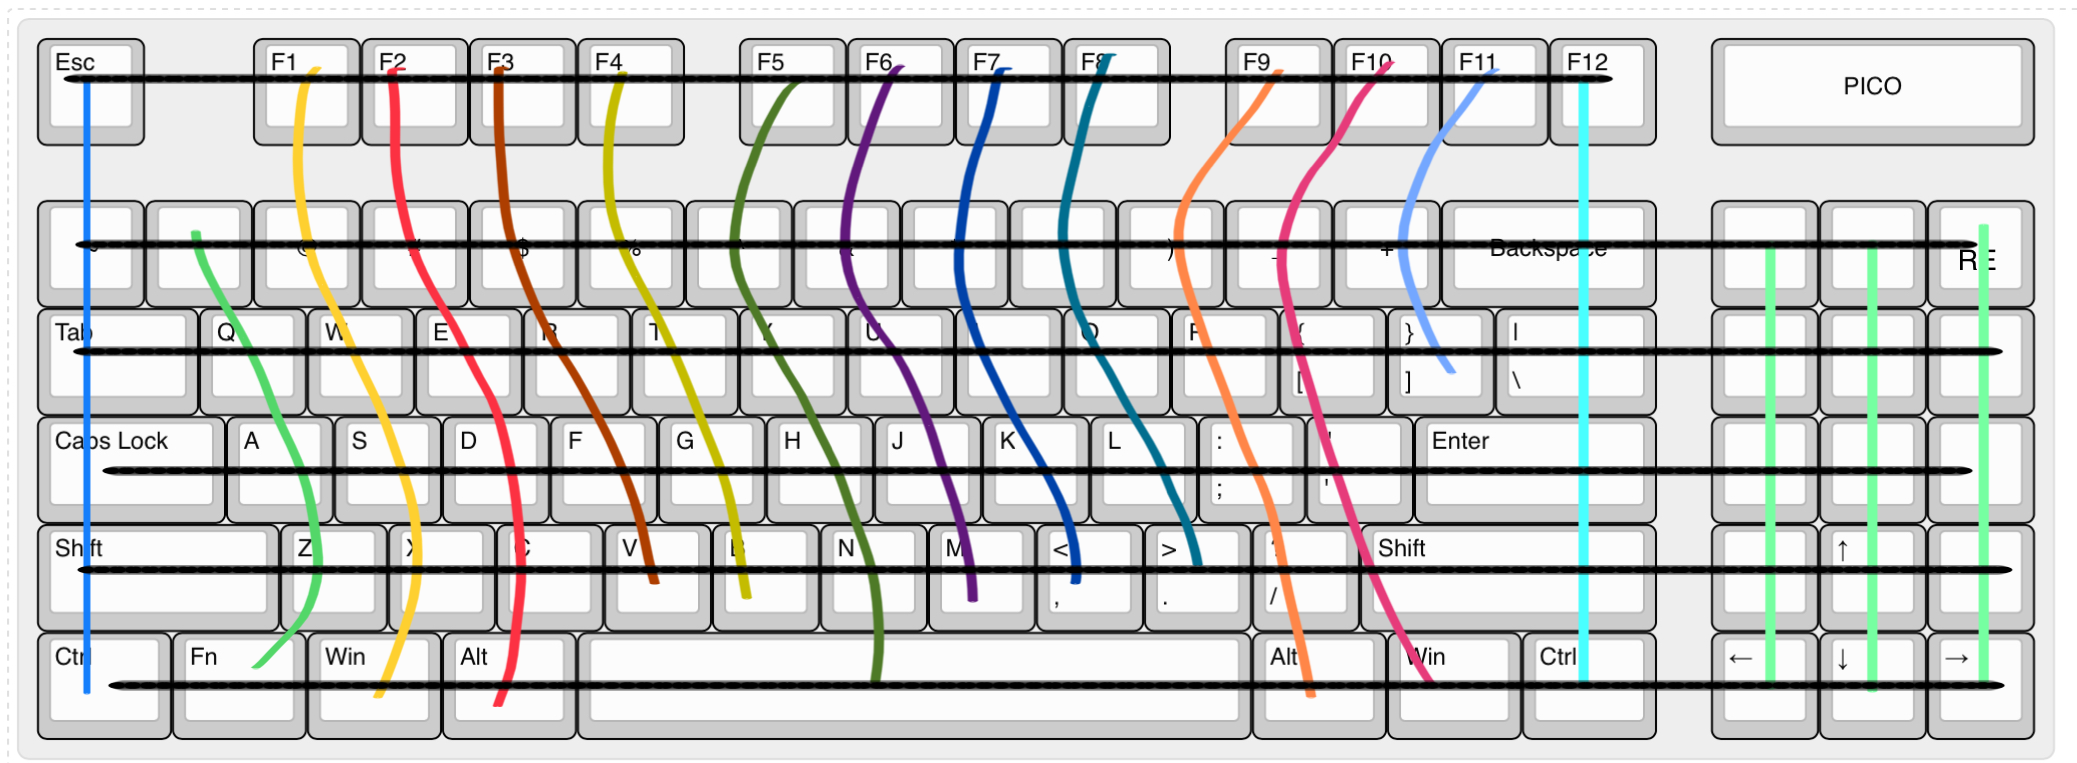 Esc F1 F2 F3 F4 F5 F6 F7 F8 F9 F10 F11 F12 PICO
~ $ % ) _ + Backspace RE
Tab Q W E R T Y U O P { } |
[ ] \
Caps Lock A S D F G H J K L : " Enter
; '
Shift Z X C V B N M < > ? Shift ↑
, . /
Ctrl Fn Win Alt Alt Win Ctrl ← ↓ →